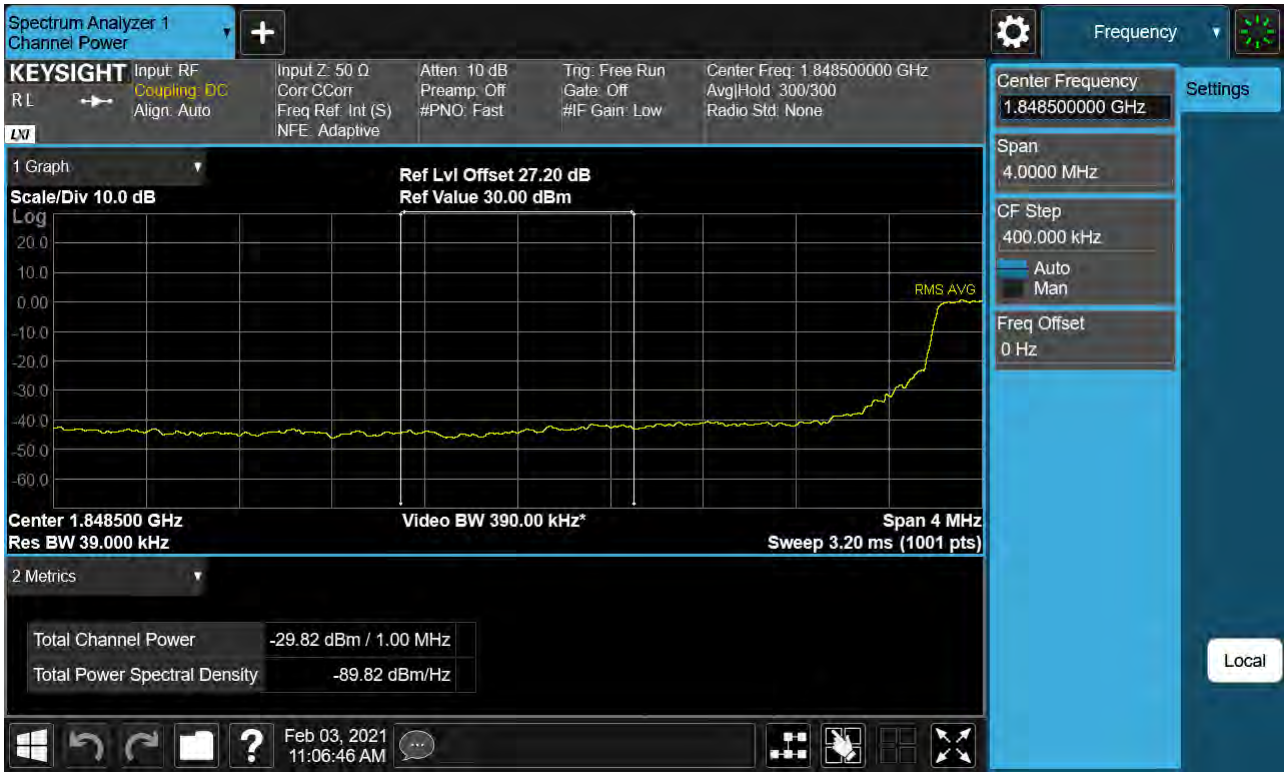 Spectrum Analyzer 1
Channel Power
+
Frequency
KEYSIGHT
RL
LXI
Input: RF
Coupling: DC
Align: Auto
Input Z: 50 Ω
Corr CCorr
Freq Ref: Int (S)
NFE: Adaptive
Atten: 10 dB
Preamp: Off
#PNO: Fast
Trig: Free Run
Gate: Off
#IF Gain: Low
Center Freq: 1.848500000 GHz
Avg|Hold: 300/300
Radio Std: None
Center Frequency
1.848500000 GHz
Settings
Span
4.0000 MHz
CF Step
400.000 kHz
Auto
Man
Freq Offset
0 Hz
1 Graph
Scale/Div 10.0 dB
Ref Lvl Offset 27.20 dB
Ref Value 30.00 dBm
Log
20.0
10.0
0.00
-10.0
-20.0
-30.0
-40.0
-50.0
-60.0
RMS AVG
Center 1.848500 GHz
Video BW 390.00 kHz*
Span 4 MHz
Res BW 39.000 kHz
Sweep 3.20 ms (1001 pts)
2 Metrics
Total Channel Power
-29.82 dBm / 1.00 MHz
Total Power Spectral Density
-89.82 dBm/Hz
Local
?
Feb 03, 2021
11:06:46 AM